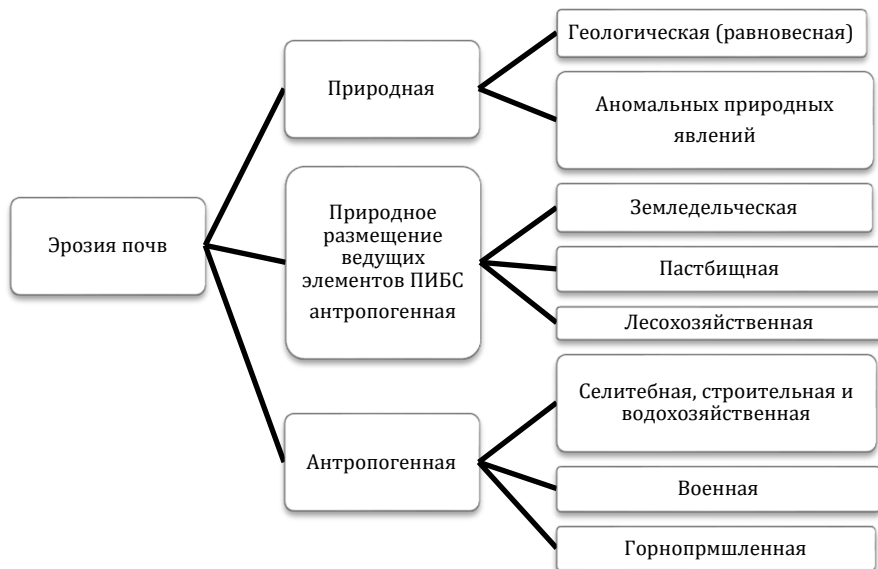 Эрозия почв
Природная
Геологическая (равновесная)
Аномальных природных
явлений
Природное
размещение
ведущих
элементов ПИБС
антропогенная
Земледельческая
Пастбищная
Лесохозяйственная
Антропогенная
Селитебная, строительная и
водохозяйственная
Военная
Горнопрмшленная